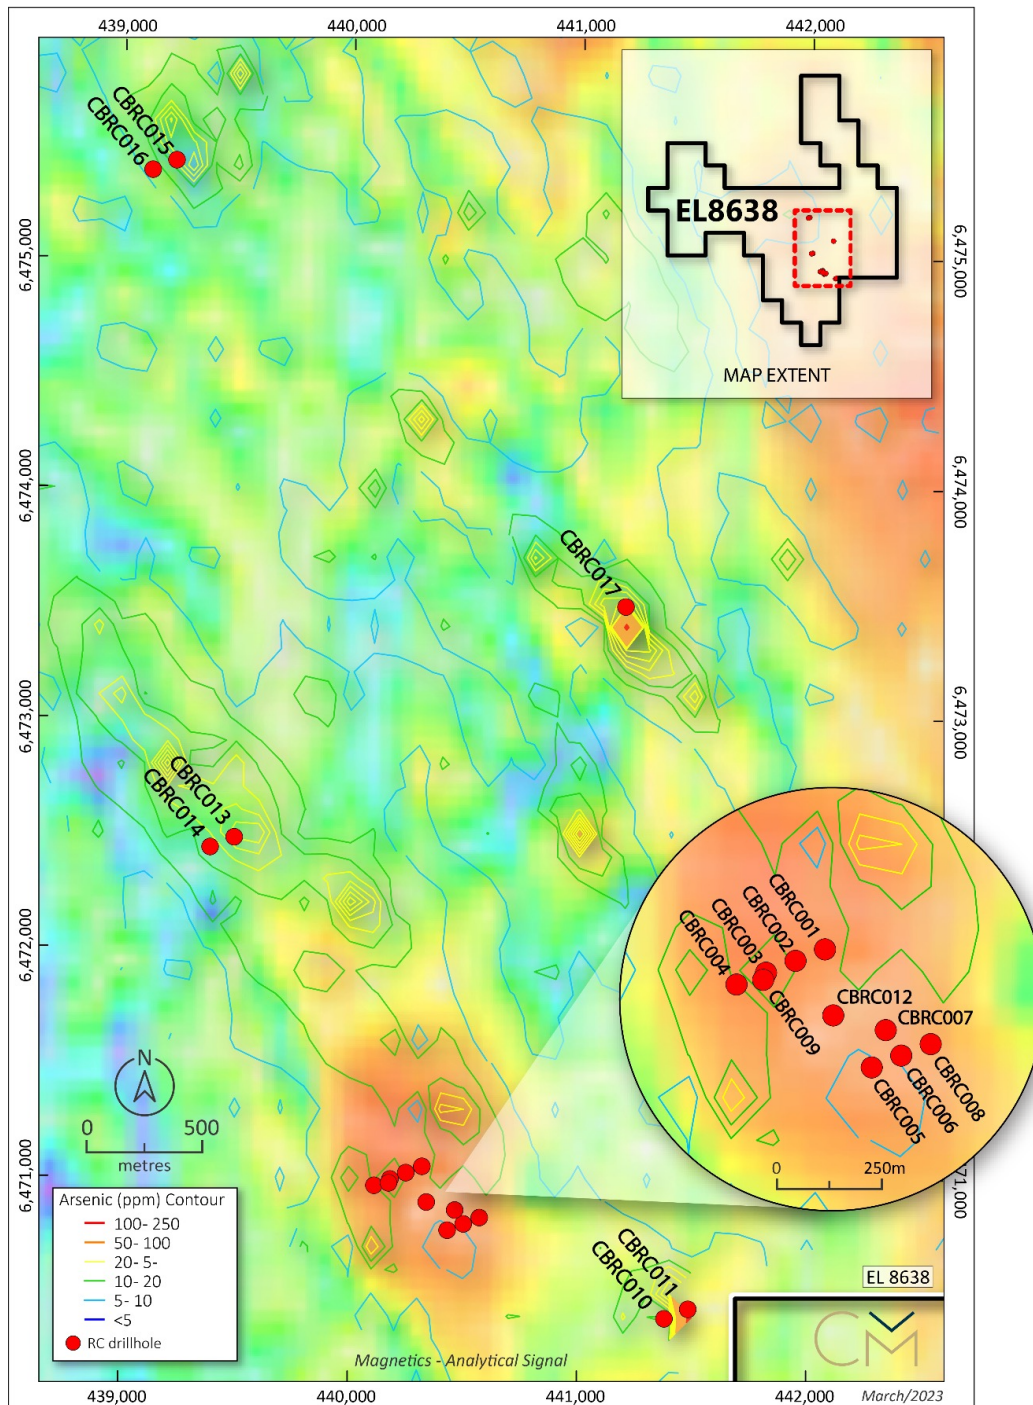 439,000
440,000
441,000
442,000
CBRC015
CBRC016
EL8638
MAP EXTENT
6,475,000
6,475,000
6,474,000
6,474,000
CBRC017
6,473,000
6,473,000
CBRC013
CBRC014
CBRC001
CBRC002
CBRC003
CBRC004
CBRC012
CBRC007
CBRC009
CBRC008
CBRC006
CBRC005
0 250m
6,472,000
N
0 500
metres
6,471,000
71,000
Arsenic (ppm) Contour
100- 250
50- 100
20- 5-
10- 20
5- 10
<5
RC drillhole
CBRC011
CBRC010
EL 8638
CM
Magnetics - Analytical Signal
March/2023
439,000
440,000
441,000
442,000